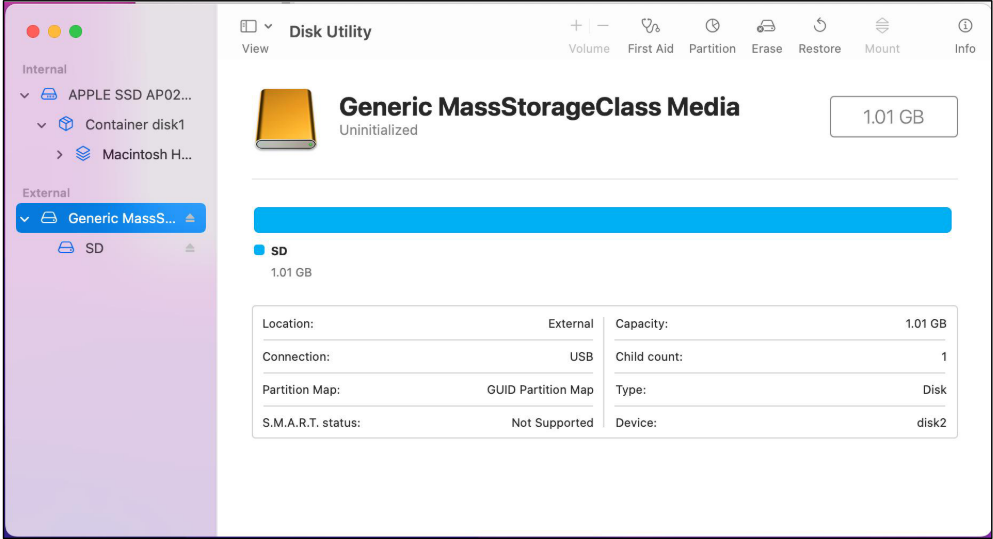 Disk Utility
View
Volume
First Aid
Partition
Erase
Restore
Mount
Info
Internal
APPLE SSD AP02...
Container disk1
Macintosh H...
External
Generic MassS...
SD
Generic MassStorageClass Media
Uninitialized
1.01 GB
SD
1.01 GB
Location: External
Connection: USB
Partition Map: GUID Partition Map
S.M.A.R.T. status: Not Supported
Capacity: 1.01 GB
Child count: 1
Type: Disk
Device: disk2